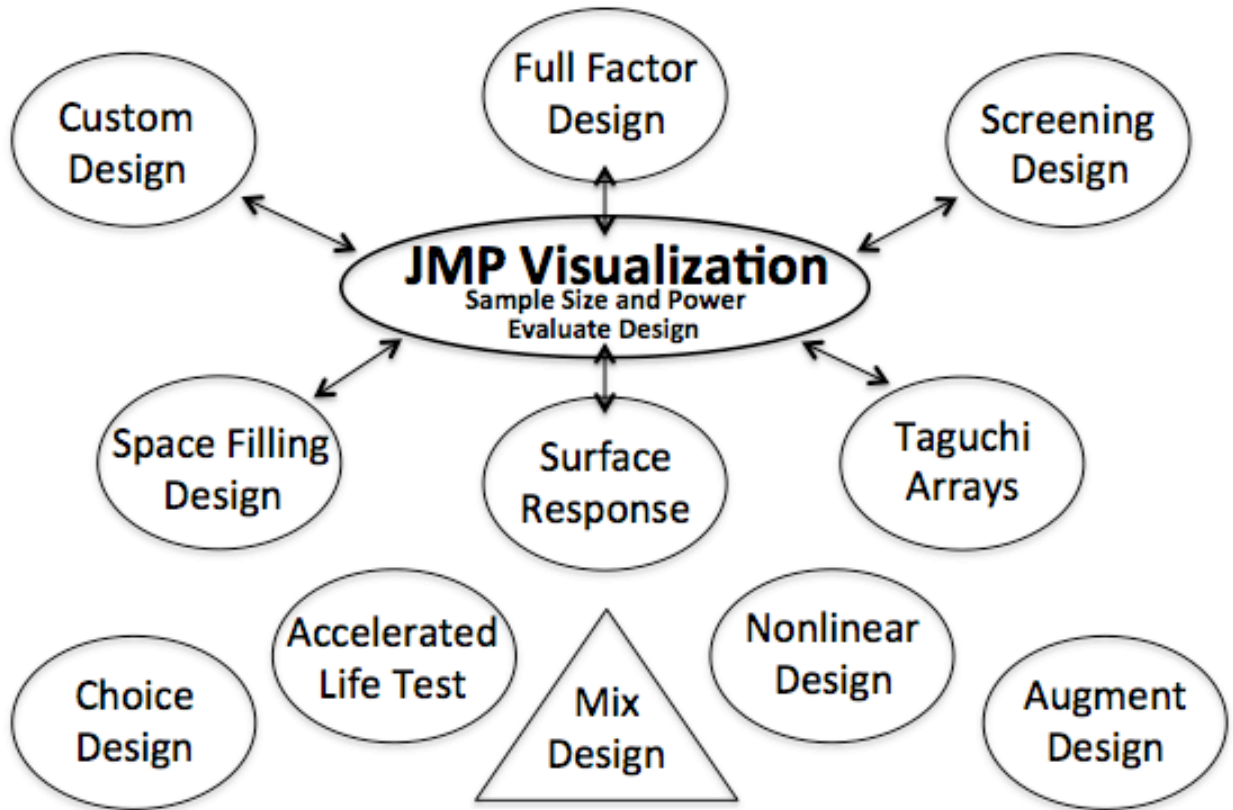 Full Factor
Design
Custom
Design
Screening
Design
JMP Visualization
Sample Size and Power
Evaluate Design
Space Filling
Design
Surface
Response
Taguchi
Arrays
Accelerated
Life Test
Nonlinear
Design
Choice
Design
Mix
Design
Augment
Design